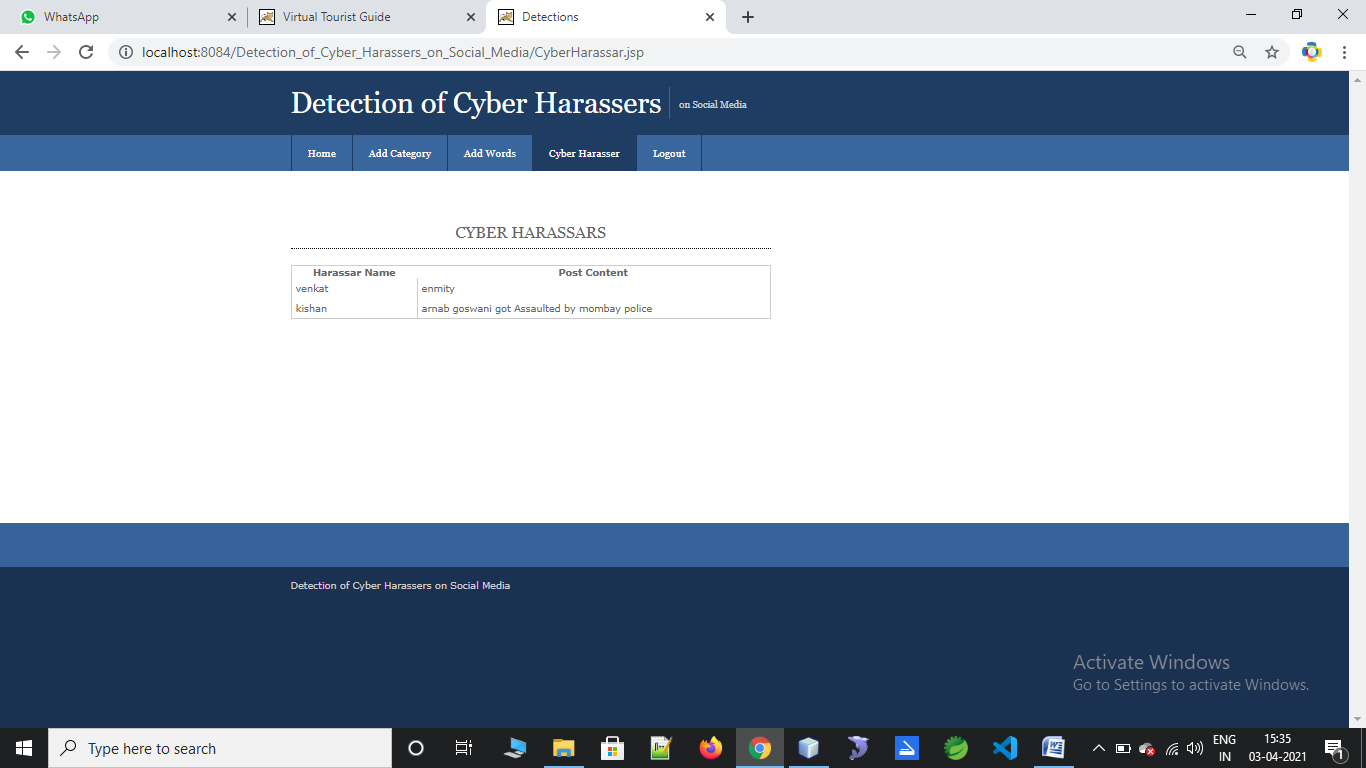 WhatsApp
Virtual Tourist Guide
Detections
localhost:8084/Detection_of_Cyber_Harassers_on_Social_Media/CyberHarassar.jsp
Detection of Cyber Harassers on Social Media
Home Add Category Add Words Cyber Harasser Logout
CYBER HARASSARS
Harassar Name Post Content
venkat enmity
kishan arnab goswani got Assaulted by mombay police
Detection of Cyber Harassers on Social Media
Activate Windows
Go to Settings to activate Windows.
Type here to search
ENG
IN
15:35
03-04-2021
1